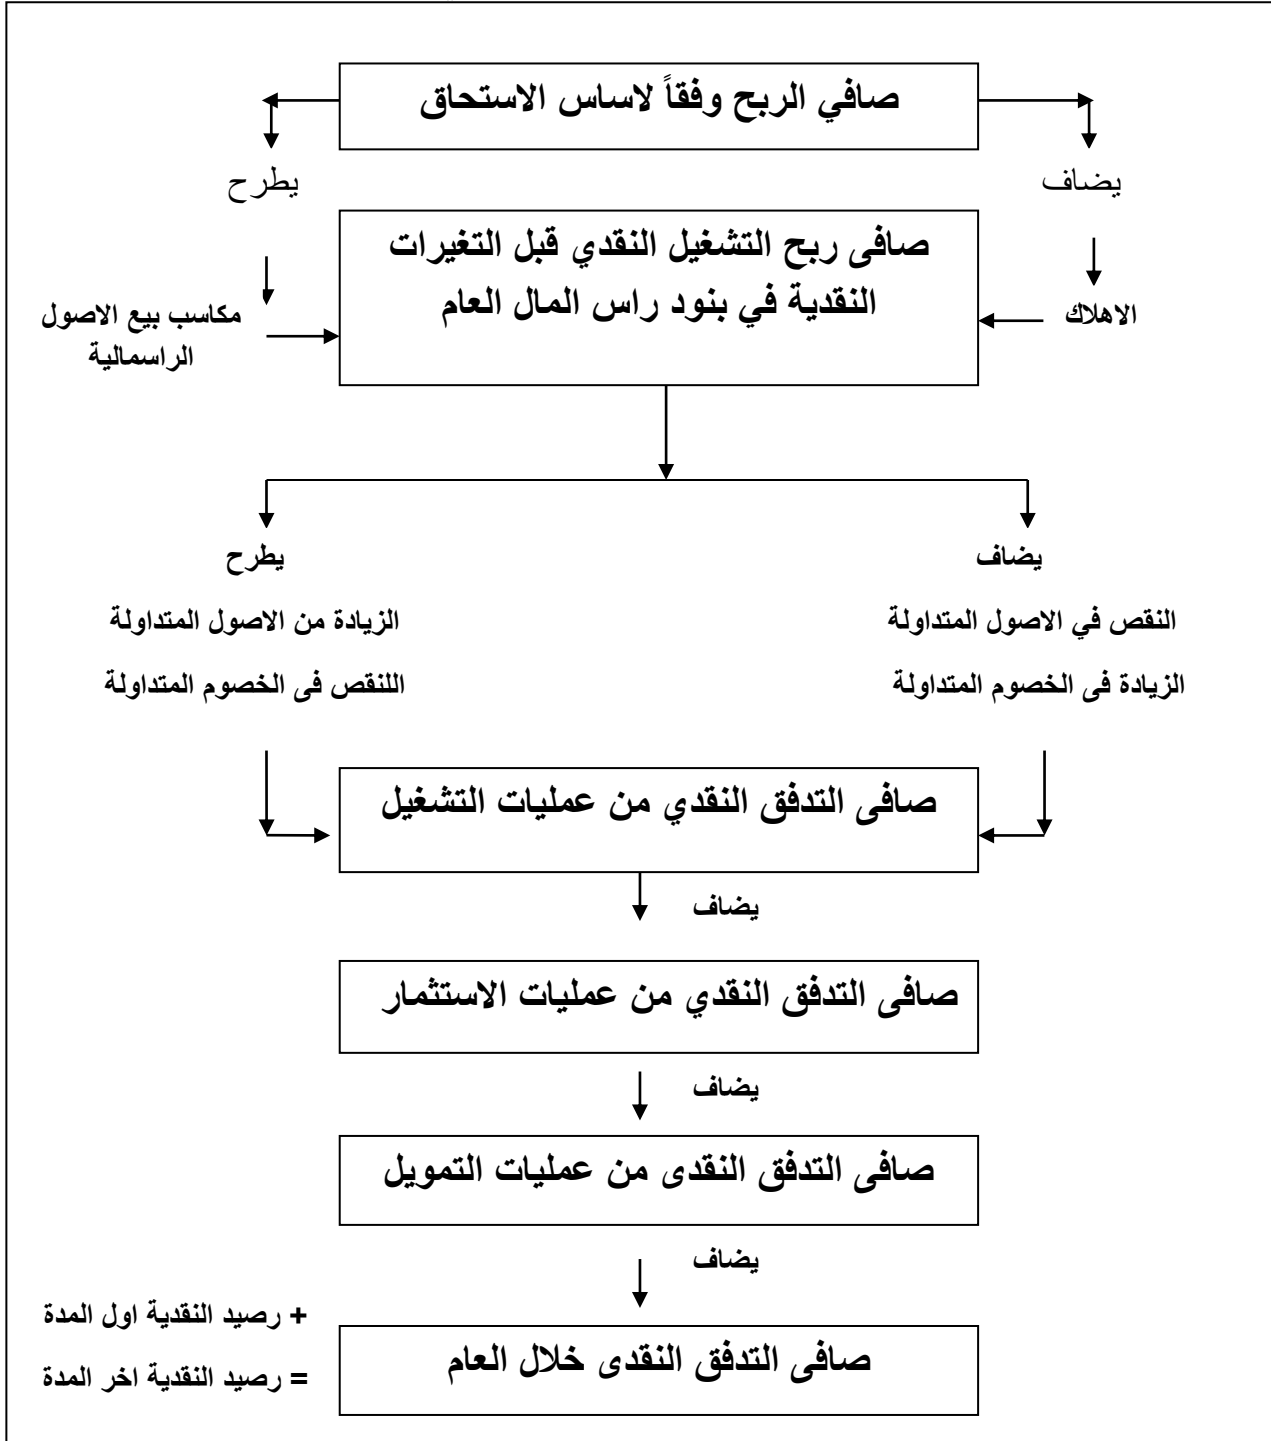 صافي الربح وفقاً لاساس الاستحاق
يضاف
يطرح
صافى ربح التشغيل النقدي قبل التغيرات
النقدية في بنود راس المال العام
الاهلاك
مكاسب بيع الاصول
الراسمالية
يضاف
يطرح
النقص في الاصول المتداولة
الزيادة من الاصول المتداولة
الزيادة فى الخصوم المتداولة
اللنقص فى الخصوم المتداولة
صافى التدفق النقدي من عمليات التشغيل
يضاف
صافى التدفق النقدي من عمليات الاستثمار
يضاف
صافى التدفق النقدى من عمليات التمويل
يضاف
صافى التدفق النقدى خلال العام
+ رصيد النقدية اول المدة
= رصيد النقدية اخر المدة